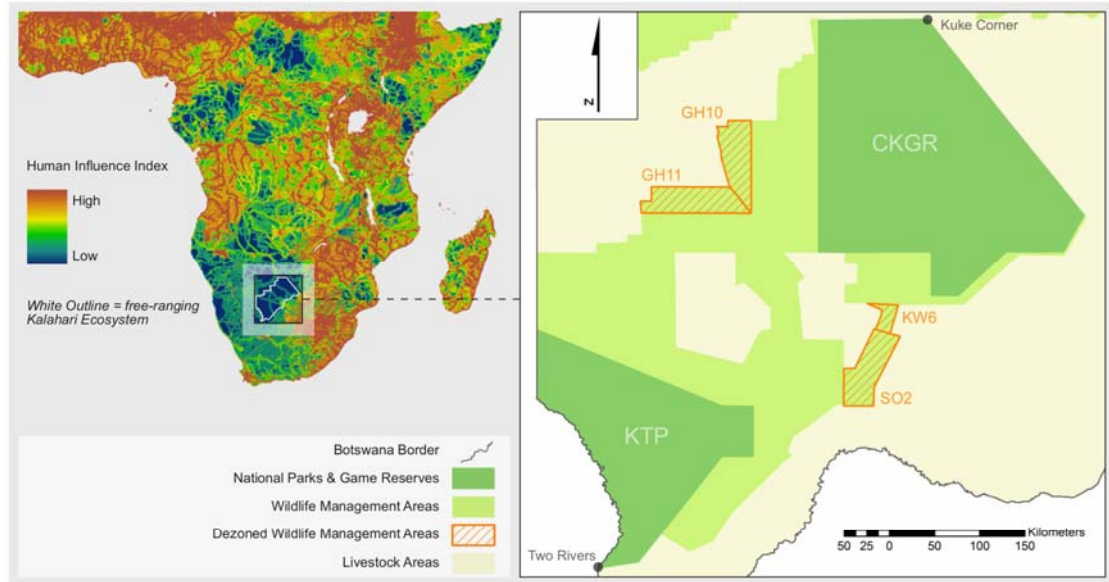 Human Influence Index
High
Low
White Outline = free-ranging
Kalahari Ecosystem
Botswana Border
National Parks & Game Reserves
Wildlife Management Areas
Dezoned Wildlife Management Areas
Livestock Areas
N
Kuke Corner
GH10
CKGR
GH11
KW6
SO2
KTP
Two Rivers
Kilometers
50 25 0 50 100 150